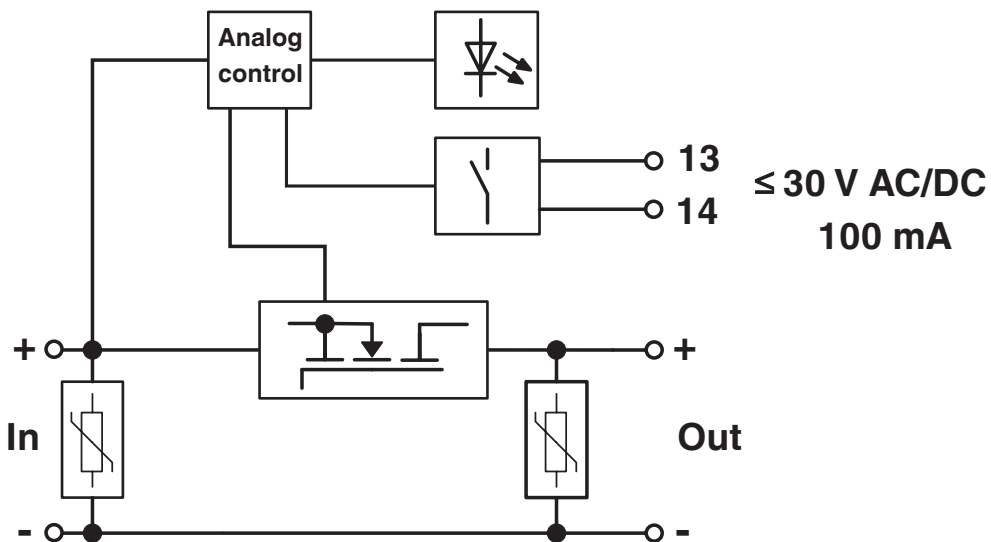 Analog
control
13
14
≤ 30 V AC/DC
100 mA
+
+
In
Out
-
-